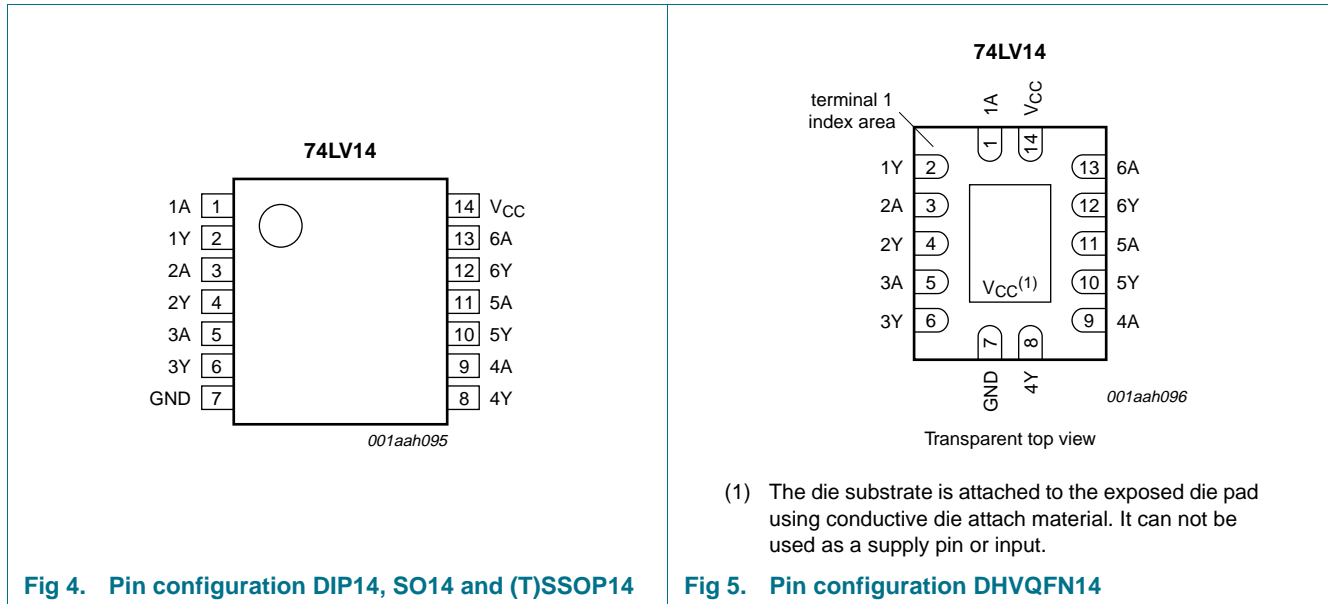 74LV14
1A 1 14 VCC
1Y 2 13 6A
2A 3 12 6Y
2Y 4 11 5A
3A 5 10 5Y
3Y 6 9 4A
GND 7 8 4Y
001aah095
Fig 4. Pin configuration DIP14, SO14 and (T)SSOP14
74LV14
terminal 1
index area
1A VCC
1 14
1Y 2 13 6A
2A 3 12 6Y
2Y 4 11 5A
3A 5 VCC(1) 10 5Y
3Y 6 9 4A
7 8
GND 4Y
001aah096
Transparent top view
(1) The die substrate is attached to the exposed die pad
using conductive die attach material. It can not be
used as a supply pin or input.
Fig 5. Pin configuration DHVQFN14